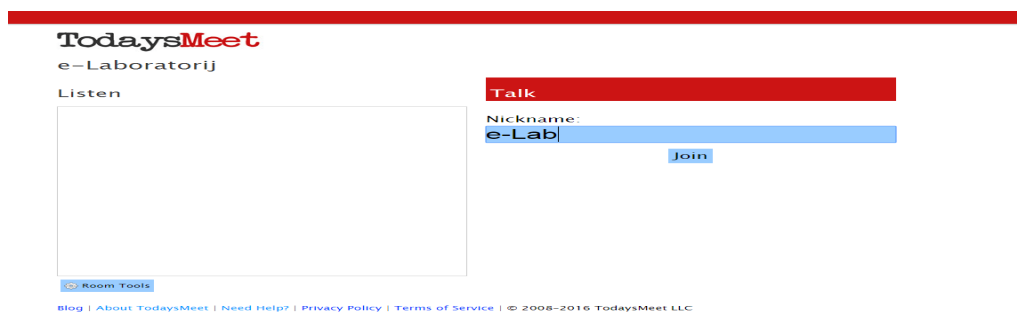 TodaysMeet
e-Laboratorij
Listen
Talk
Nickname:
e-Lab
Join
Room Tools
Blog | About TodaysMeet | Need Help? | Privacy Policy | Terms of Service | © 2008-2016 TodaysMeet LLC